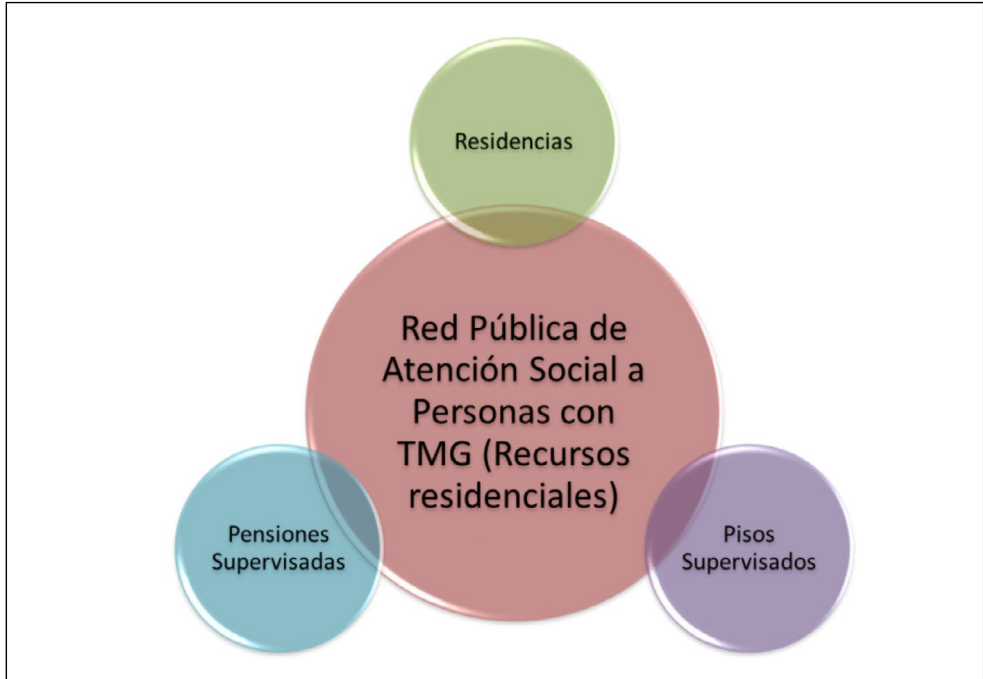 Residencias
Red Pública de
Atención Social a
Personas con
TMG (Recursos
residenciales)
Pensiones
Supervisadas
Pisos
Supervisados